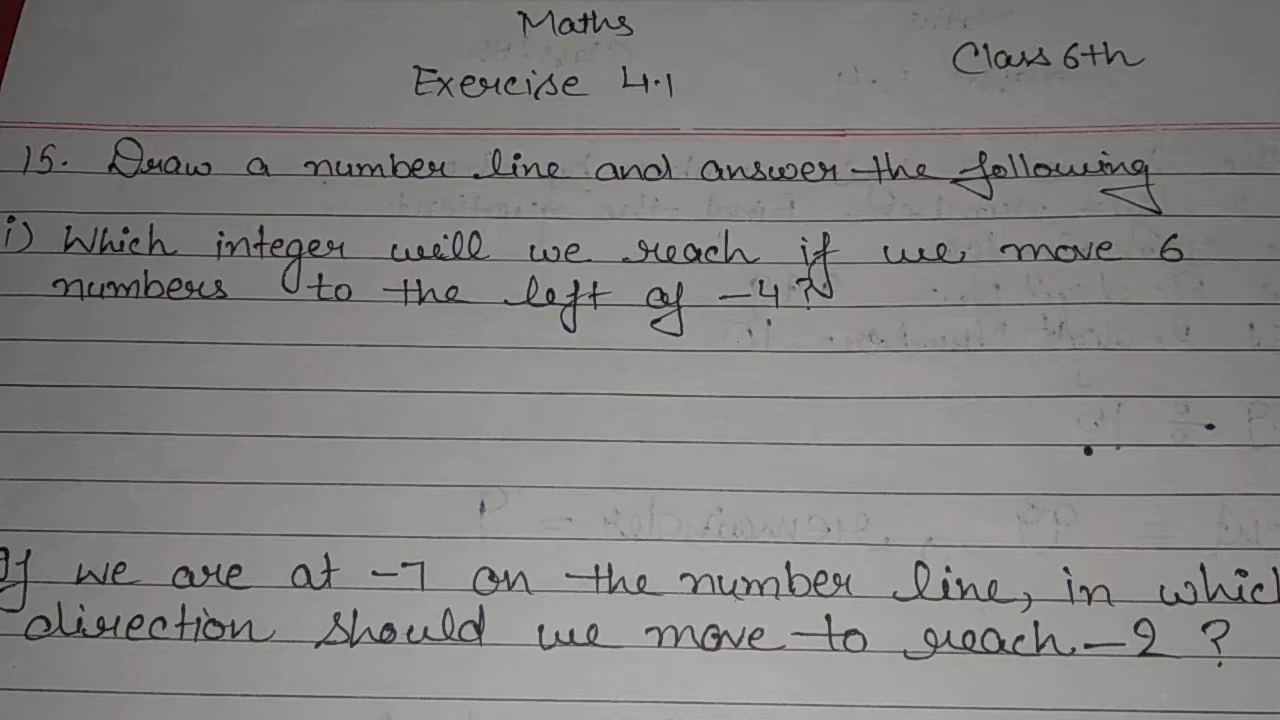 Maths
Class 6th
Exercise 4.1
15. Draw a number line and answer the following
i) Which integer will we reach if we move 6
numbers to the left of -4?
If we are at -7 on the number line, in which
direction should we move to reach -2 ?